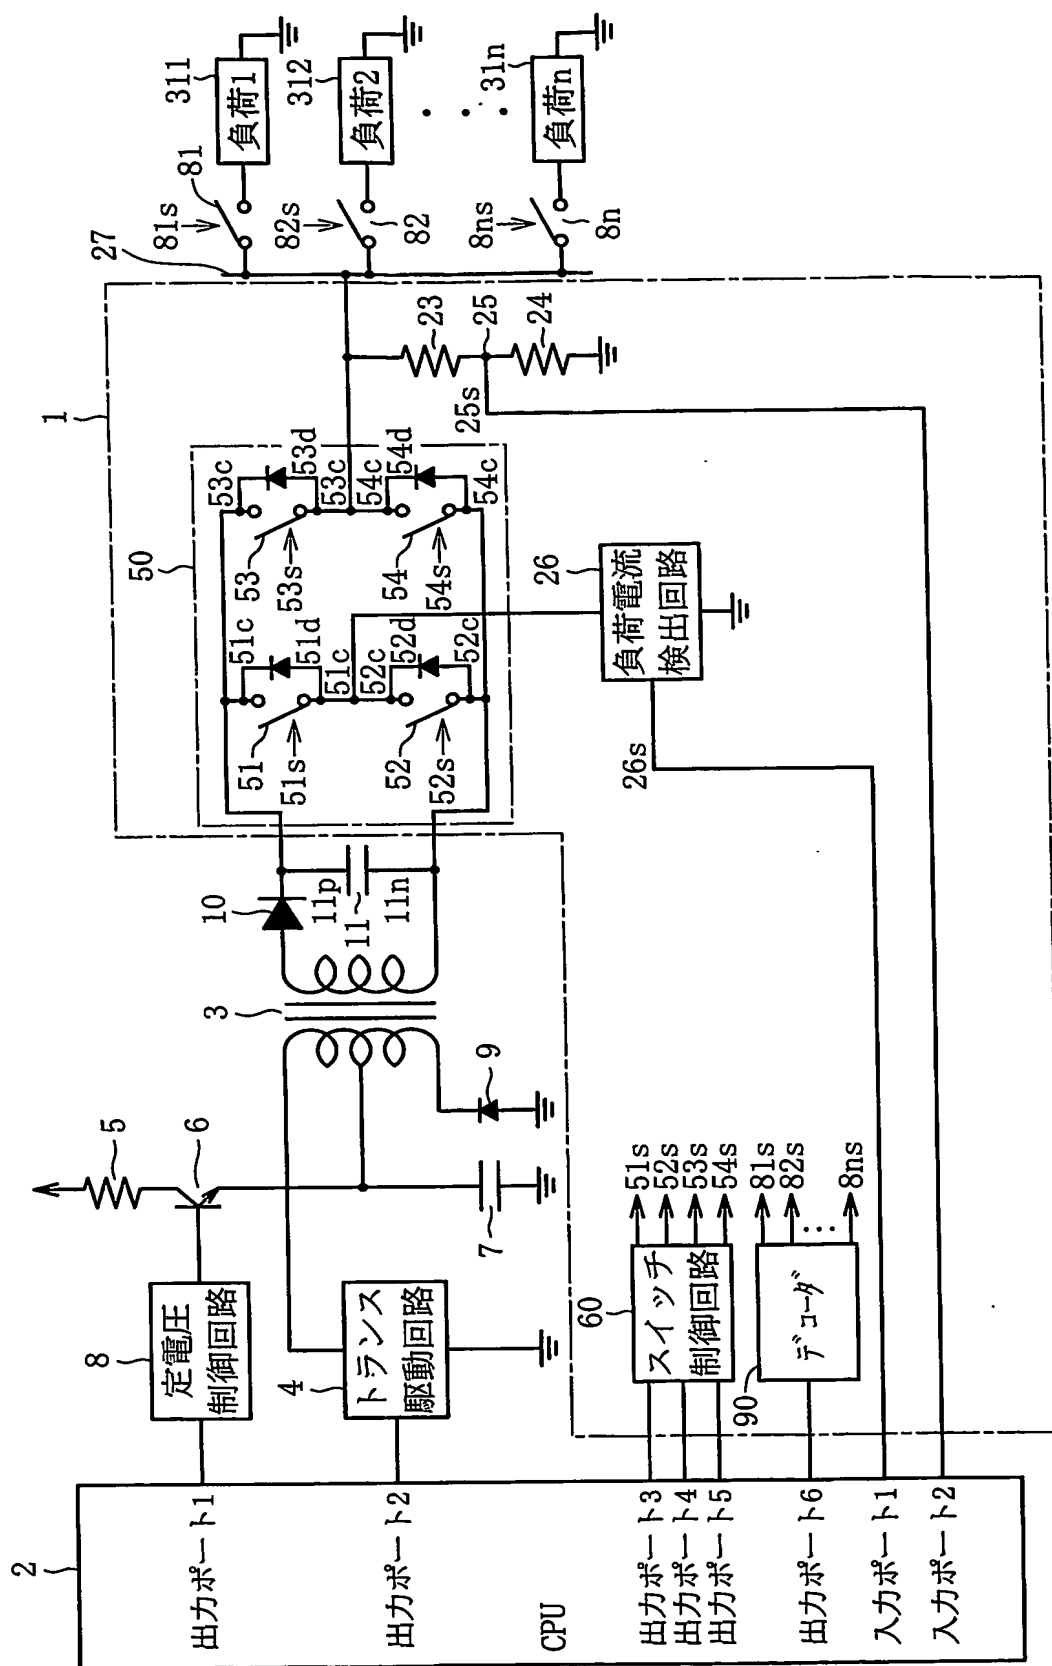 2
CPU
出力ポート1
出力ポート2
出力ポート3
出力ポート4
出力ポート5
出力ポート6
入力ポート1
入力ポート2
8
定電圧
制御回路
4
トランス
駆動回路
5
6
7
3
9
10
11p
11
11n
60
スイッチ
制御回路
51s
52s
53s
54s
90
デコーダ
81s
82s
8ns
1
50
51
51s
51c
51d
51c
52
52s
52c
52d
52c
53
53s
53c
53d
53c
54
54s
54c
54d
54c
26
負荷電流
検出回路
26s
23
25
25s
24
27
81s
81
311
負荷1
82s
82
312
負荷2
8ns
8n
31n
負荷n